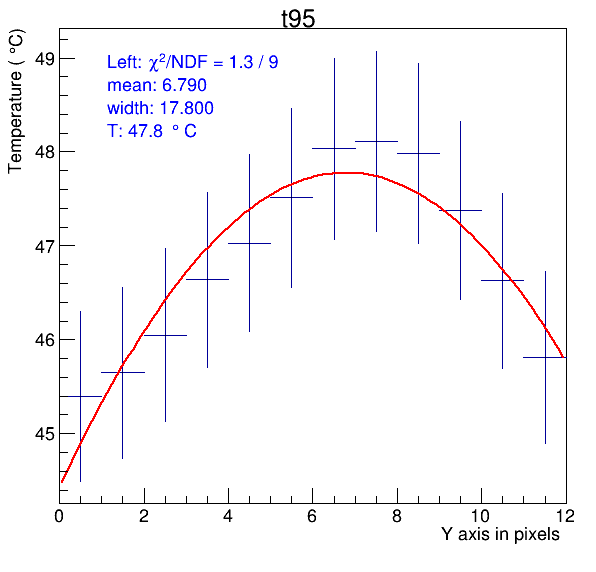 t95
Temperature ( °C)
Left: χ²/NDF = 1.3 / 9
mean: 6.790
width: 17.800
T: 47.8 ° C
49
48
47
46
45
0 2 4 6 8 10 12
Y axis in pixels